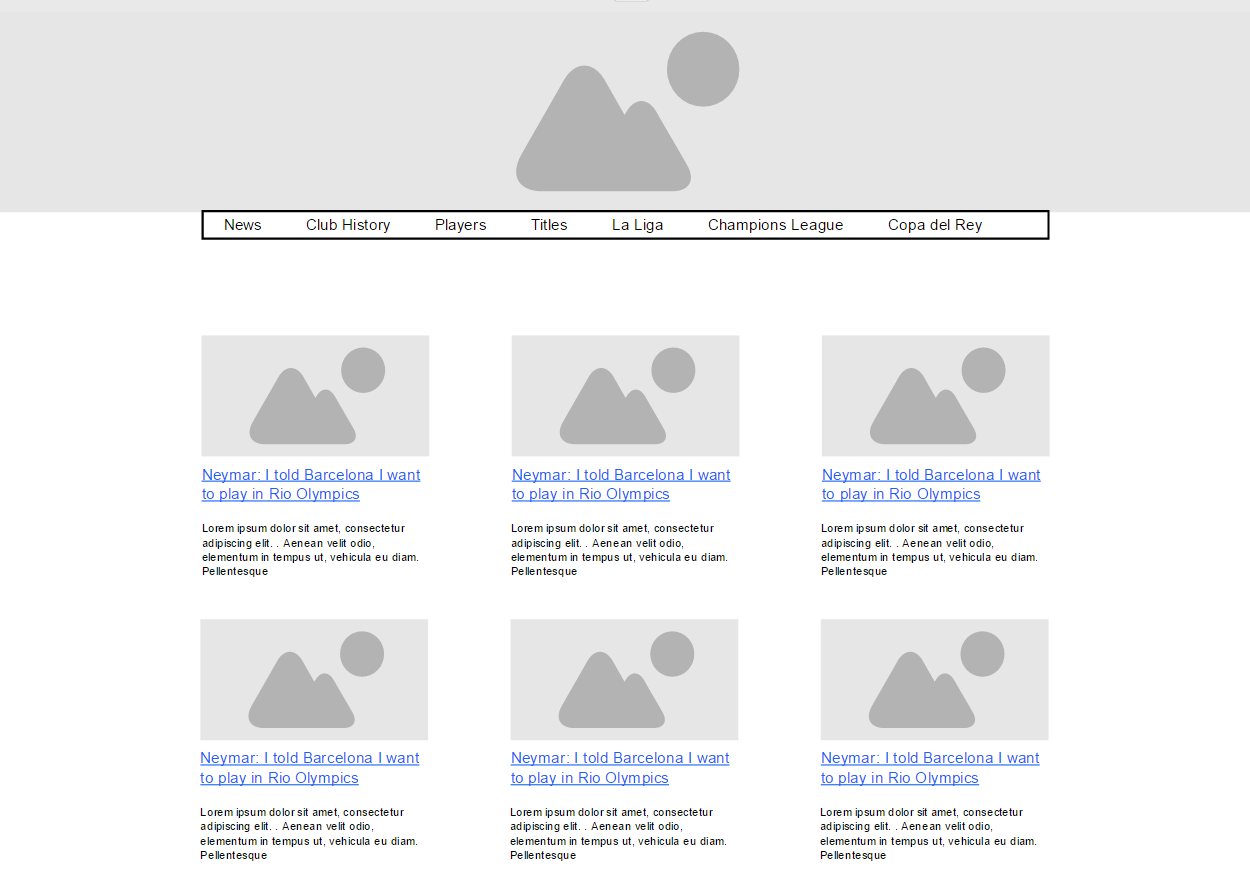 News Club History Players Titles La Liga Champions League Copa del Rey
Neymar: I told Barcelona I want
to play in Rio Olympics
Lorem ipsum dolor sit amet, consectetur
adipiscing elit. . Aenean velit odio,
elementum in tempus ut, vehicula eu diam.
Pellentesque
Neymar: I told Barcelona I want
to play in Rio Olympics
Lorem ipsum dolor sit amet, consectetur
adipiscing elit. . Aenean velit odio,
elementum in tempus ut, vehicula eu diam.
Pellentesque
Neymar: I told Barcelona I want
to play in Rio Olympics
Lorem ipsum dolor sit amet, consectetur
adipiscing elit. . Aenean velit odio,
elementum in tempus ut, vehicula eu diam.
Pellentesque
Neymar: I told Barcelona I want
to play in Rio Olympics
Lorem ipsum dolor sit amet, consectetur
adipiscing elit. . Aenean velit odio,
elementum in tempus ut, vehicula eu diam.
Pellentesque
Neymar: I told Barcelona I want
to play in Rio Olympics
Lorem ipsum dolor sit amet, consectetur
adipiscing elit. . Aenean velit odio,
elementum in tempus ut, vehicula eu diam.
Pellentesque
Neymar: I told Barcelona I want
to play in Rio Olympics
Lorem ipsum dolor sit amet, consectetur
adipiscing elit. . Aenean velit odio,
elementum in tempus ut, vehicula eu diam.
Pellentesque